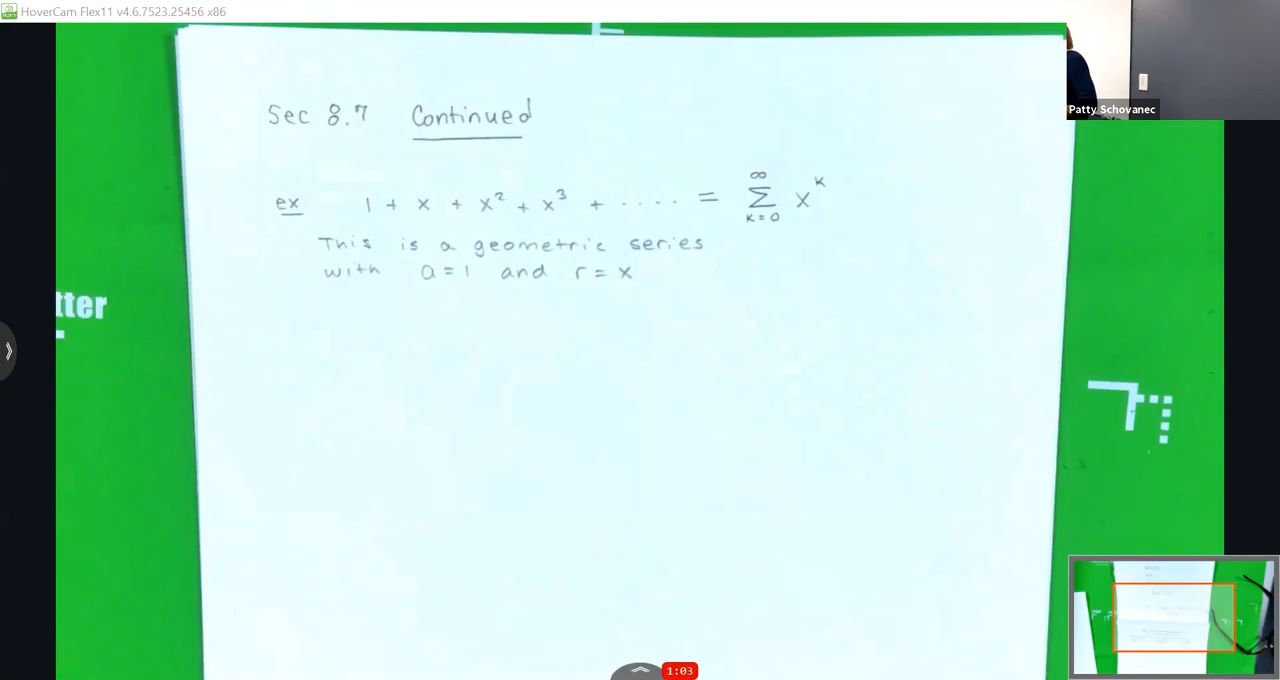 HoverCam Flex11 v4.6.7523.25456 x86
Patty Schovanec
Sec 8.7 Continued
ex 1 + x + x² + x³ + .... = ∞ Σ k=0 x^k
This is a geometric series
with a=1 and r=x
tter
1:03